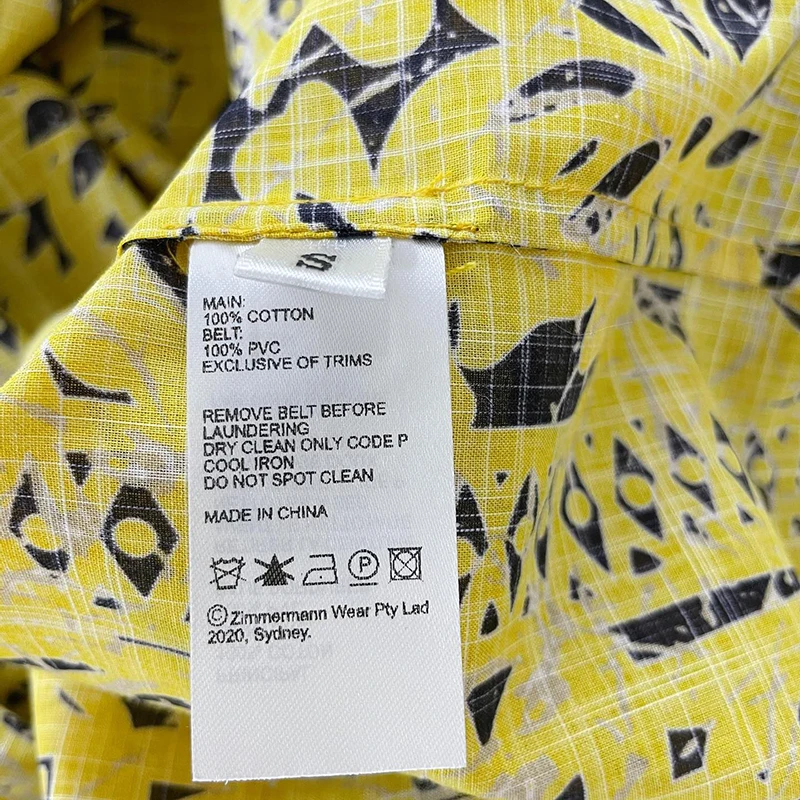 S
MAIN:
100% COTTON
BELT:
100% PVC
EXCLUSIVE OF TRIMS
REMOVE BELT BEFORE
LAUNDERING
DRY CLEAN ONLY CODE P
COOL IRON
DO NOT SPOT CLEAN
MADE IN CHINA
P
©Zimmermann Wear Pty Lad
2020, Sydney.